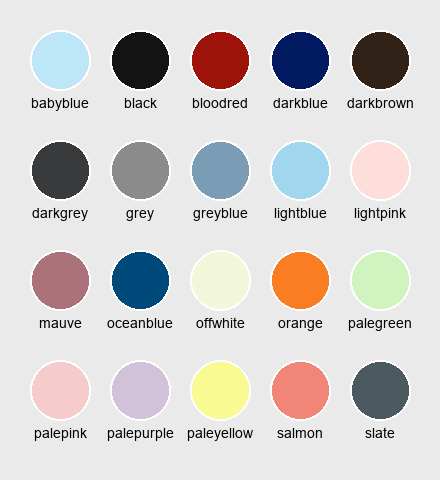 babyblue black bloodred darkblue darkbrown
darkgrey grey greyblue lightblue lightpink
mauve oceanblue offwhite orange palegreen
palepink palepurple paleyellow salmon slate